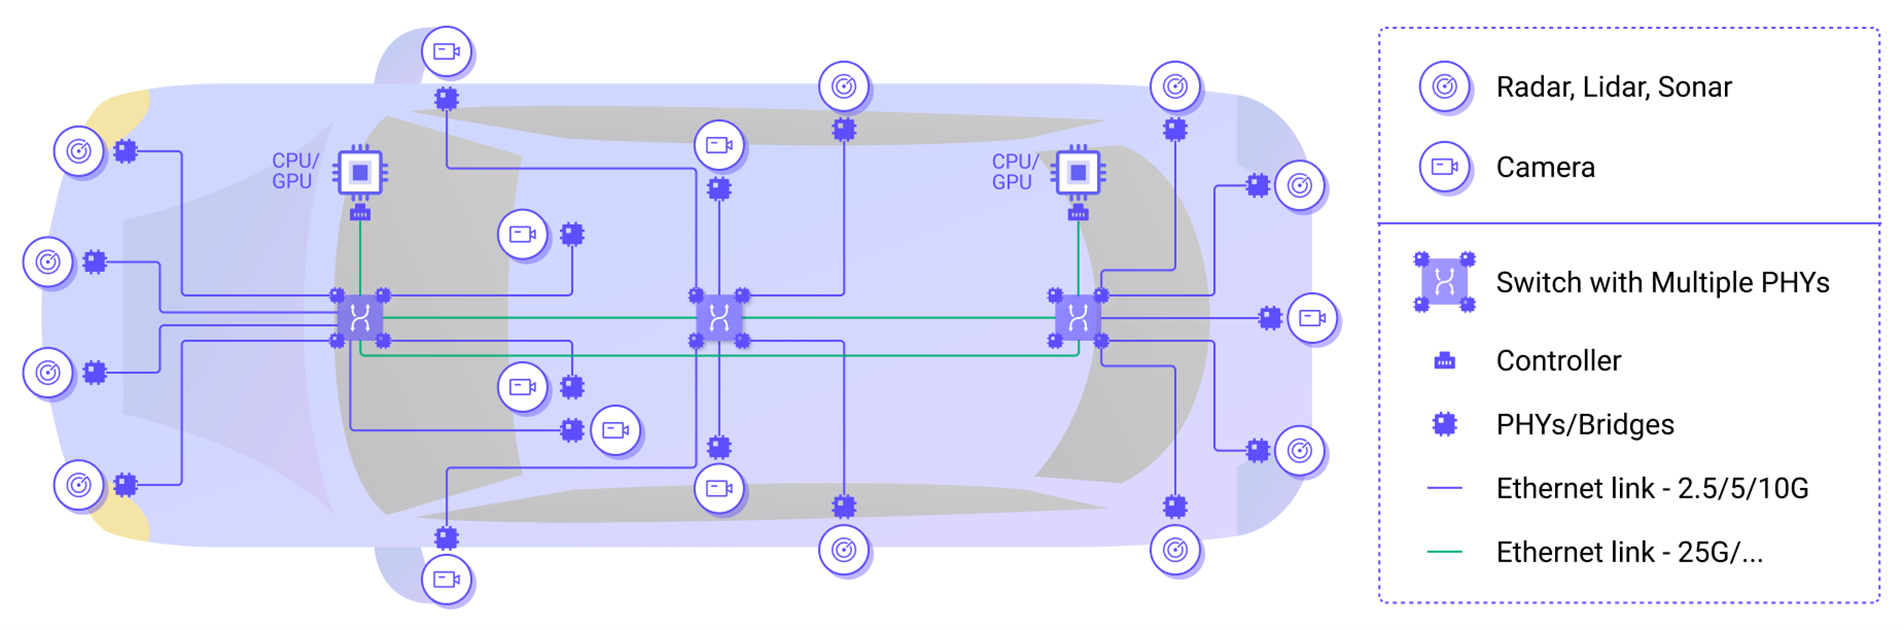 CPU/
GPU
CPU/
GPU
Radar, Lidar, Sonar
Camera
Switch with Multiple PHYs
Controller
PHYs/Bridges
Ethernet link - 2.5/5/10G
Ethernet link - 25G/...